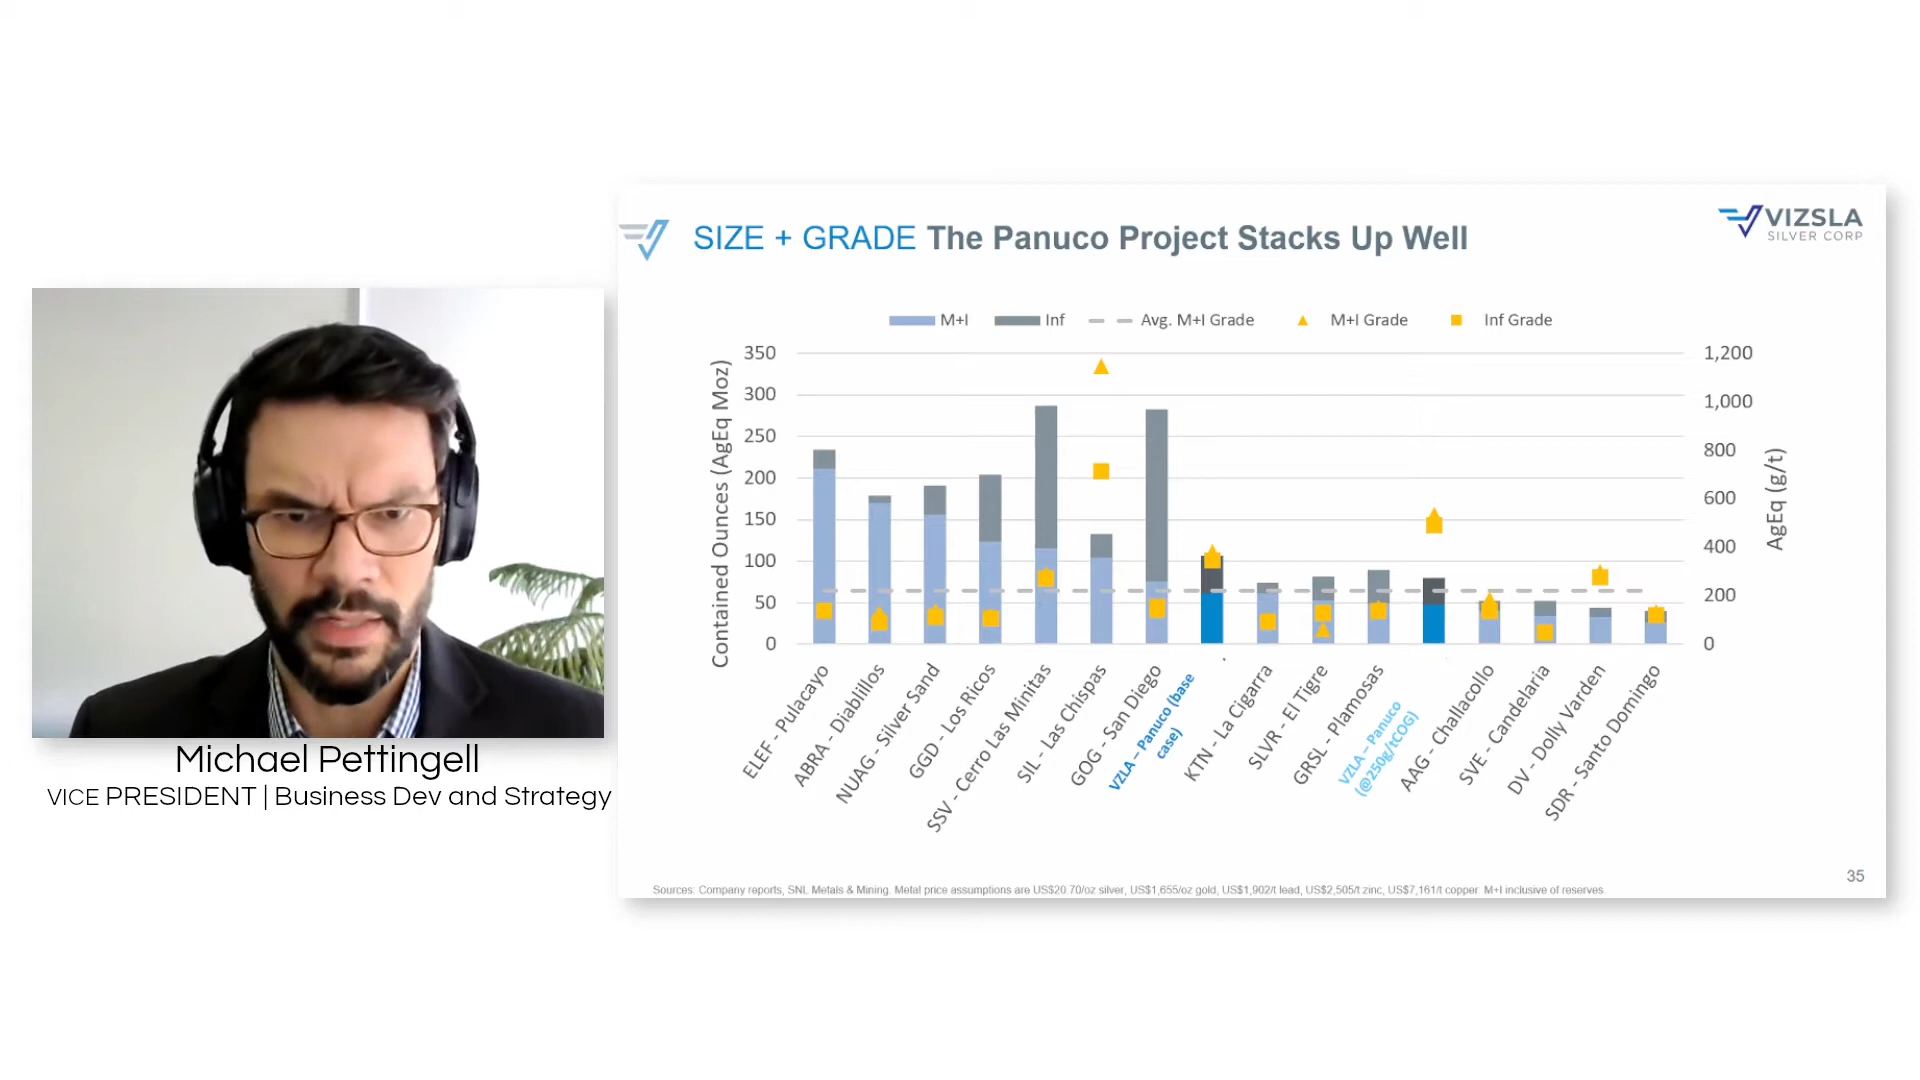 SIZE + GRADE The Panuco Project Stacks Up Well
VIZSLA
SILVER CORP
M+I Inf Avg. M+I Grade M+I Grade Inf Grade
Contained Ounces (AgEq Moz)
350
300
250
200
150
100
50
0
1,200
1,000
800
600
400
200
0
AgEq (g/t)
ELEF - Pulacayo
ABRA - Diablillos
NUAG - Silver Sand
GGD - Los Ricos
SSV - Cerro Las Minitas
SIL - Las Chispas
GOG - San Diego
VZLA – Panuco (base
case)
KTN - La Cigarra
SLVR - El Tigre
GRSL - Plamosas
VZLA – Panuco
(@250g/tCOG)
AAG - Challacollo
SVE - Candelaria
DV - Dolly Varden
SDR - Santo Domingo
Sources: Company reports, SNL Metals & Mining. Metal price assumptions are US$20.70/oz silver, US$1,655/oz gold, US$1,902/t lead, US$2,505/t zinc, US$7,161/t copper. M+I inclusive of reserves.
35
Michael Pettingell
VICE PRESIDENT | Business Dev and Strategy